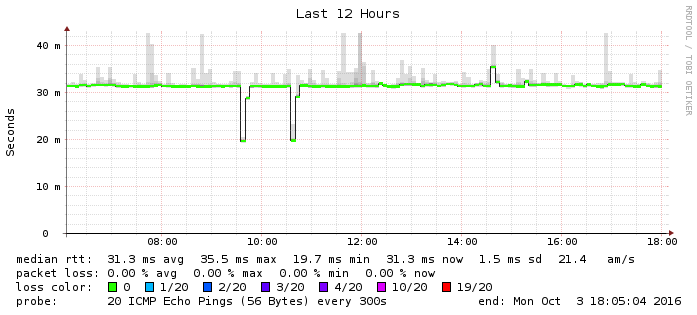 Last 12 Hours
RRDTOOL / TOBI OETIKER
Seconds
40 m
30 m
20 m
10 m
0
08:00 10:00 12:00 14:00 16:00 18:00
median rtt: 31.3 ms avg 35.5 ms max 19.7 ms min 31.3 ms now 1.5 ms sd 21.4 am/s
packet loss: 0.00 % avg 0.00 % max 0.00 % min 0.00 % now
loss color: 0 1/20 2/20 3/20 4/20 10/20 19/20
probe: 20 ICMP Echo Pings (56 Bytes) every 300s end: Mon Oct 3 18:05:04 2016